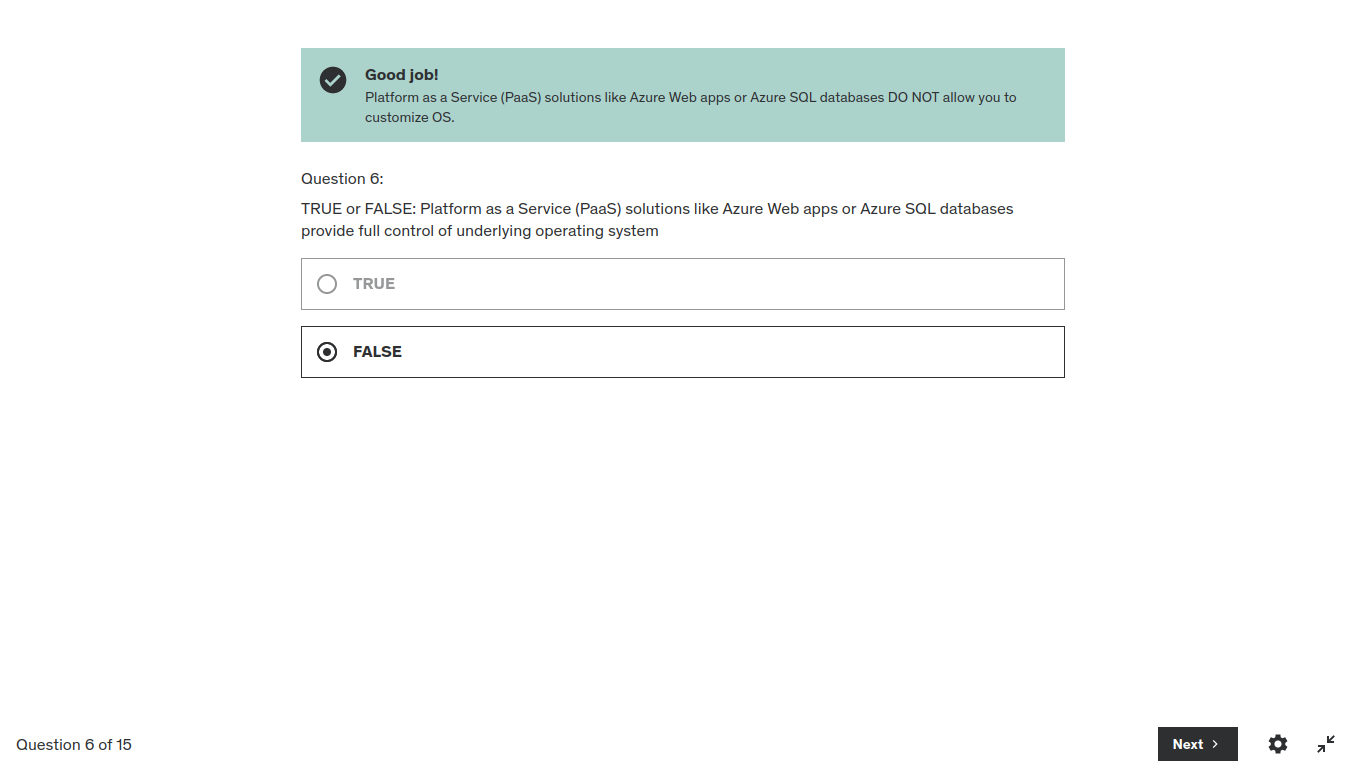 Good job!
Platform as a Service (PaaS) solutions like Azure Web apps or Azure SQL databases DO NOT allow you to
customize OS.
Question 6:
TRUE or FALSE: Platform as a Service (PaaS) solutions like Azure Web apps or Azure SQL databases
provide full control of underlying operating system
TRUE
FALSE
Question 6 of 15
Next